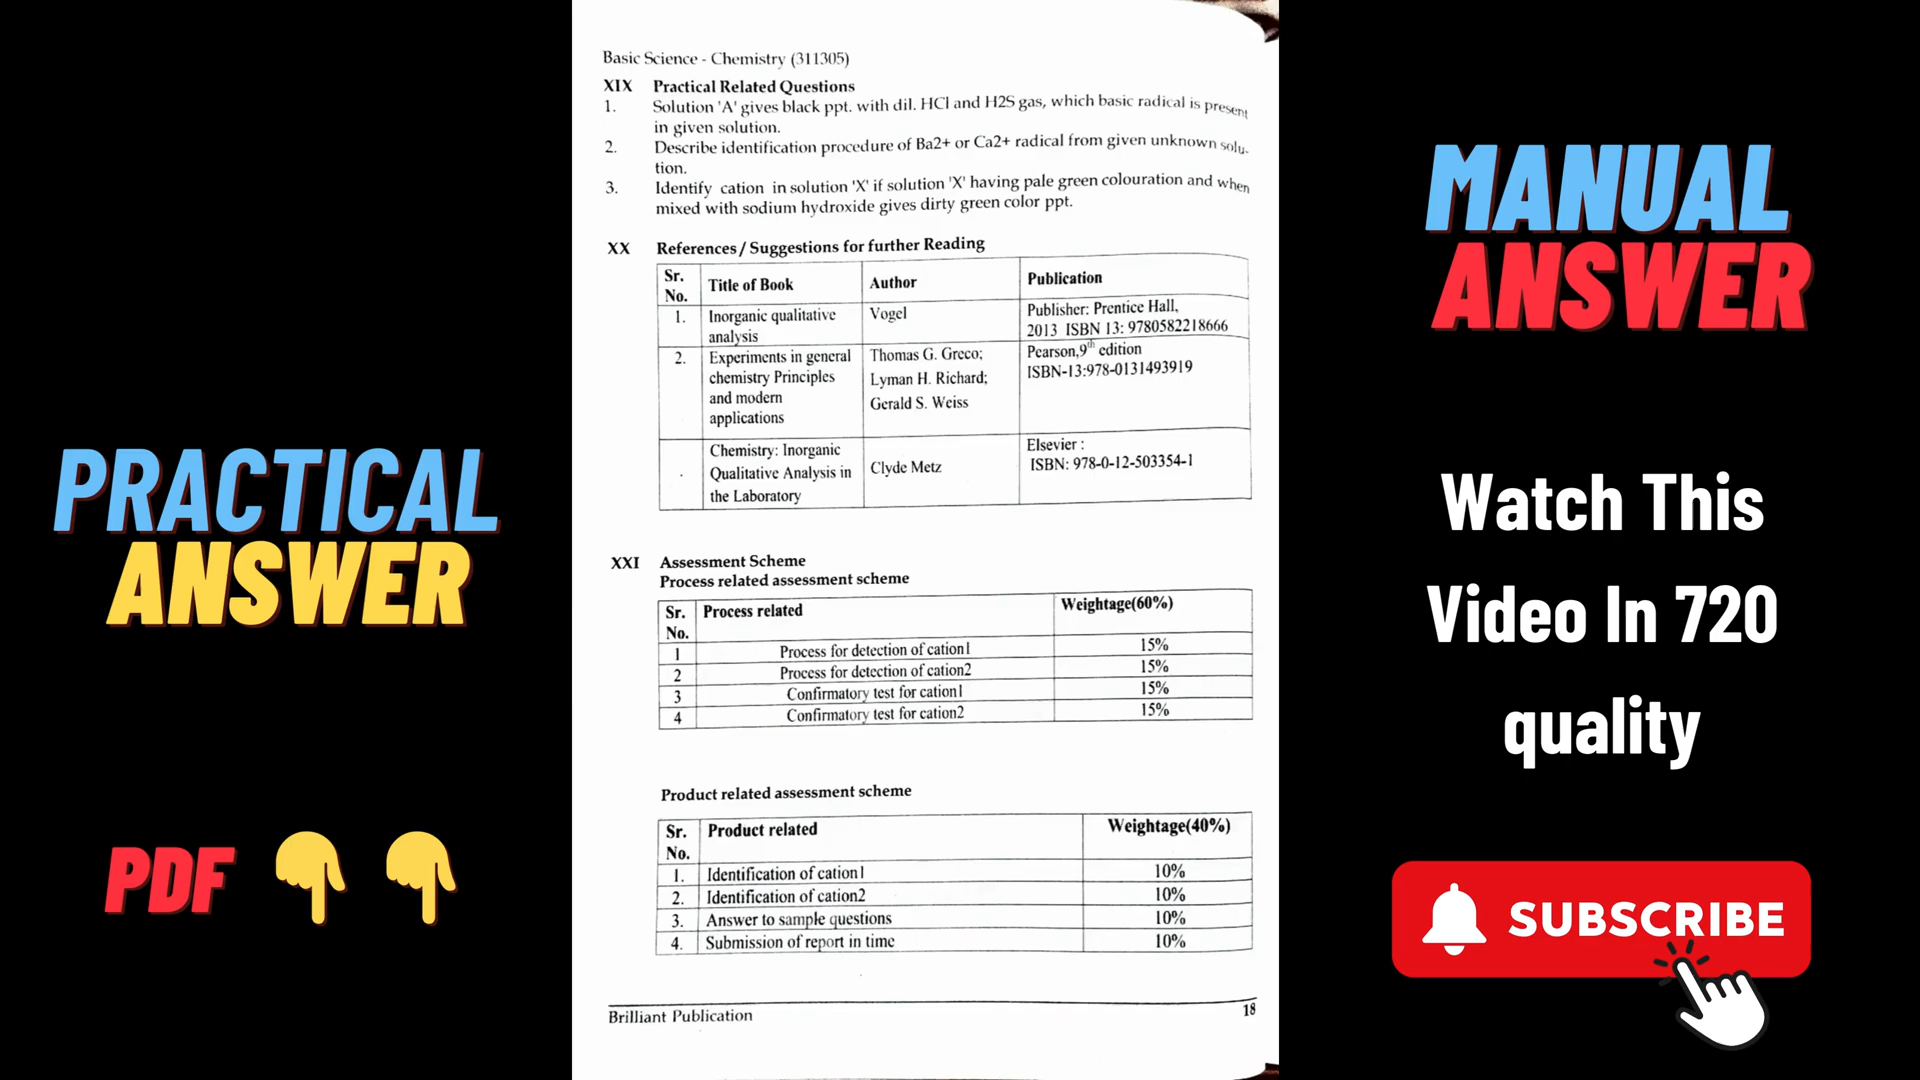 PRACTICAL
ANSWER
PDF
Basic Science - Chemistry (311305)
XIX Practical Related Questions
1. Solution 'A' gives black ppt. with dil. HCl and H2S gas, which basic radical is present
in given solution.
2. Describe identification procedure of Ba2+ or Ca2+ radical from given unknown solu-
tion.
3. Identify cation in solution 'X' if solution 'X' having pale green colouration and when
mixed with sodium hydroxide gives dirty green color ppt.
XX References / Suggestions for further Reading
Sr. No. Title of Book Author Publication
1. Inorganic qualitative analysis Vogel Publisher: Prentice Hall, 2013 ISBN 13: 9780582218666
2. Experiments in general chemistry Principles and modern applications Thomas G. Greco; Lyman H. Richard; Gerald S. Weiss Pearson,9th edition ISBN-13:978-0131493919
. Chemistry: Inorganic Qualitative Analysis in the Laboratory Clyde Metz Elsevier : ISBN: 978-0-12-503354-1
XXI Assessment Scheme
Process related assessment scheme
Sr. No. Process related Weightage(60%)
1 Process for detection of cation1 15%
2 Process for detection of cation2 15%
3 Confirmatory test for cation1 15%
4 Confirmatory test for cation2 15%
Product related assessment scheme
Sr. No. Product related Weightage(40%)
1. Identification of cation1 10%
2. Identification of cation2 10%
3. Answer to sample questions 10%
4. Submission of report in time 10%
Brilliant Publication 18
MANUAL
ANSWER
Watch This
Video In 720
quality
SUBSCRIBE